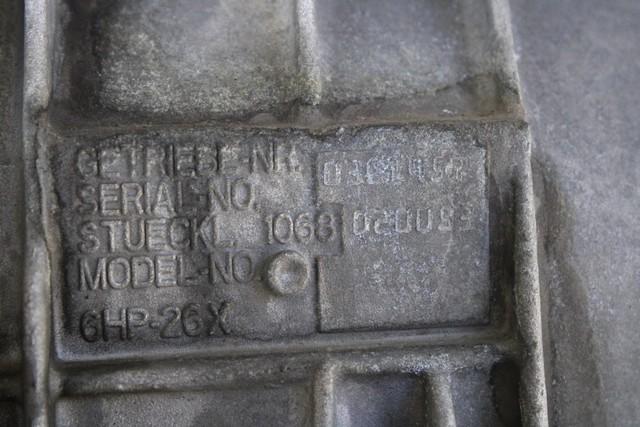 GETRIEBE-NR.
SERIAL-NO.
STUECKL. 1068
MODEL-NO.
6HP-26X